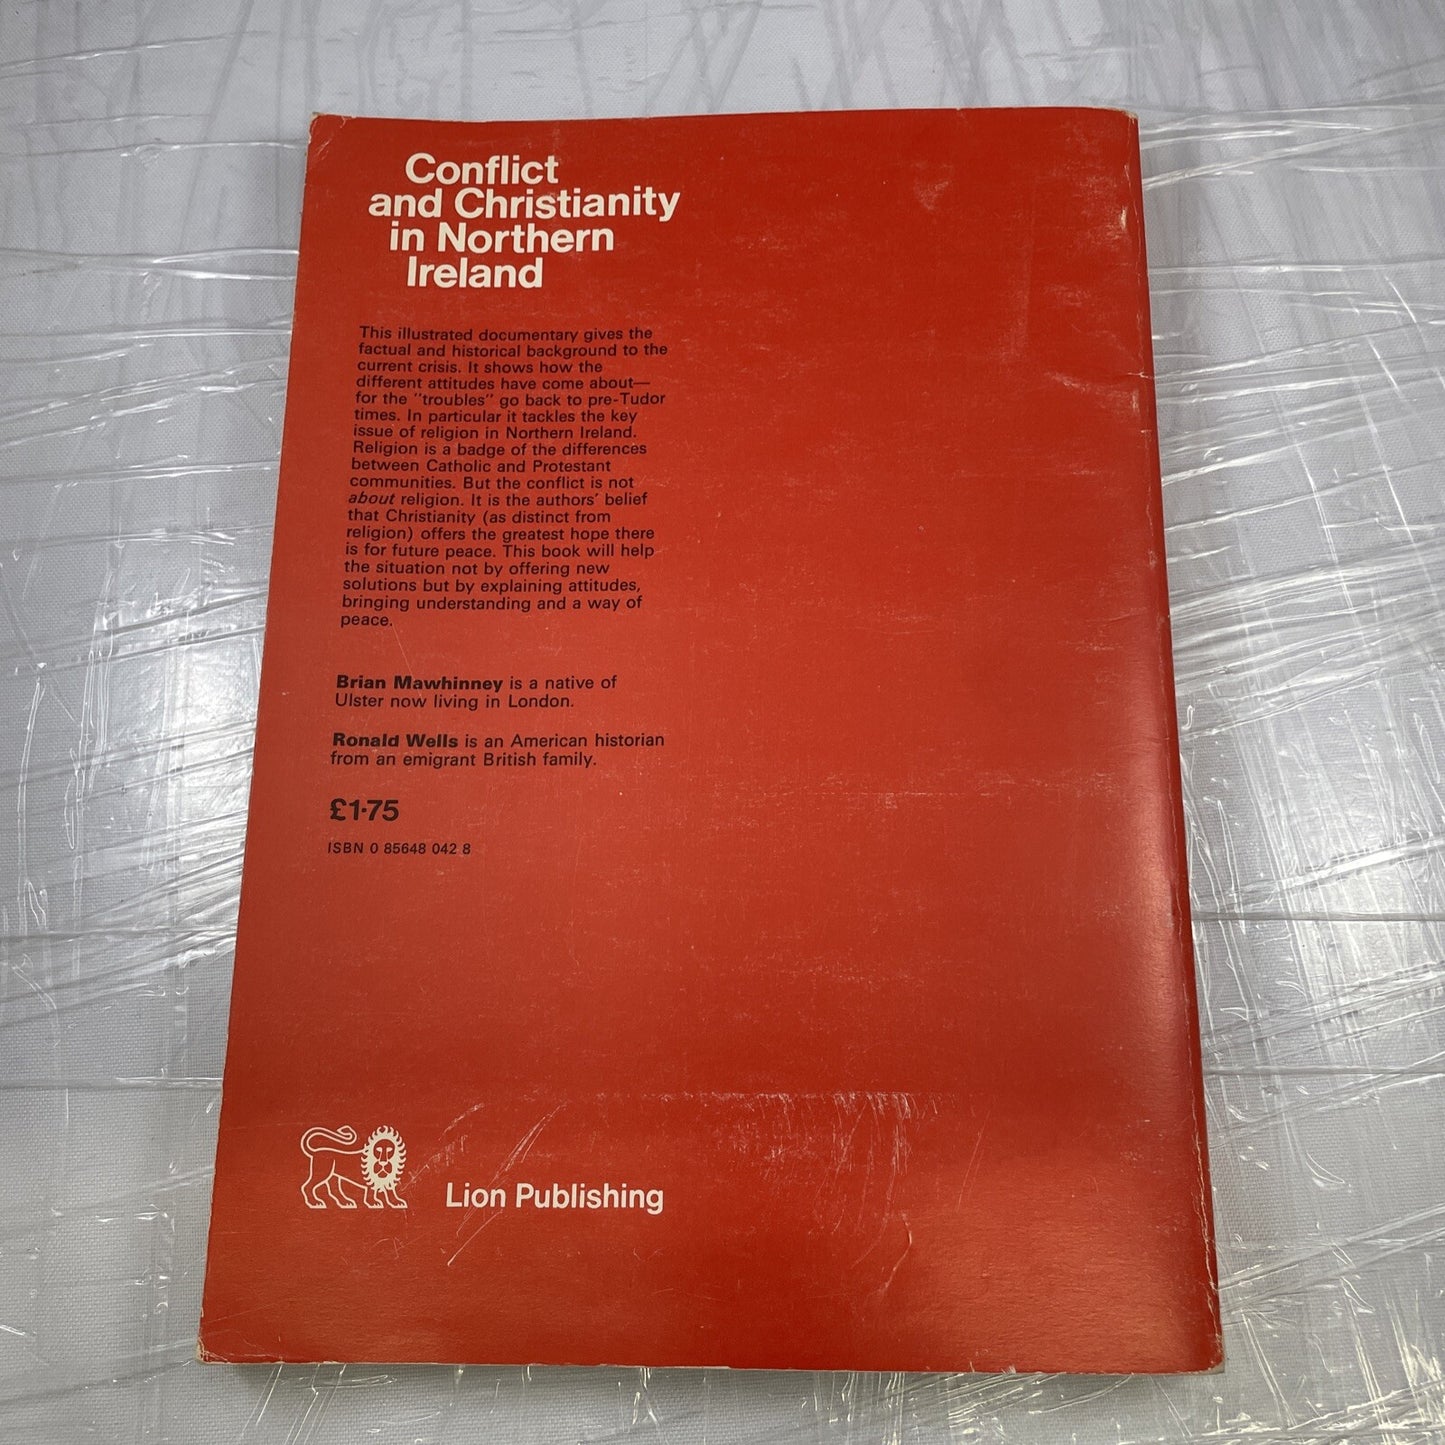 Conflict
and Christianity
in Northern
Ireland
This illustrated documentary gives the
factual and historical background to the
current crisis. It shows how the
different attitudes have come about—
for the "troubles" go back to pre-Tudor
times. In particular it tackles the key
issue of religion in Northern Ireland.
Religion is a badge of the differences
between Catholic and Protestant
communities. But the conflict is not
about religion. It is the authors' belief
that Christianity (as distinct from
religion) offers the greatest hope there
is for future peace. This book will help
the situation not by offering new
solutions but by explaining attitudes,
bringing understanding and a way of
peace.
Brian Mawhinney is a native of
Ulster now living in London.
Ronald Wells is an American historian
from an emigrant British family.
£1·75
ISBN 0 85648 042 8
Lion Publishing